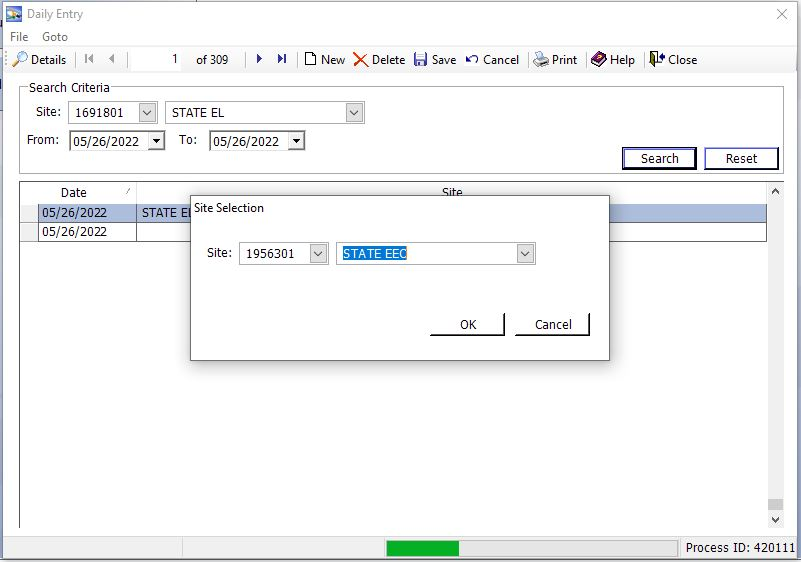 Daily Entry
File Goto
Details 1 of 309 New Delete Save Cancel Print Help Close
Search Criteria
Site: 1691801 STATE EL
From: 05/26/2022 To: 05/26/2022
Search Reset
Date Site
05/26/2022 STATE EL
05/26/2022
Site Selection
Site: 1956301 STATE EEC
OK Cancel
Process ID: 420111